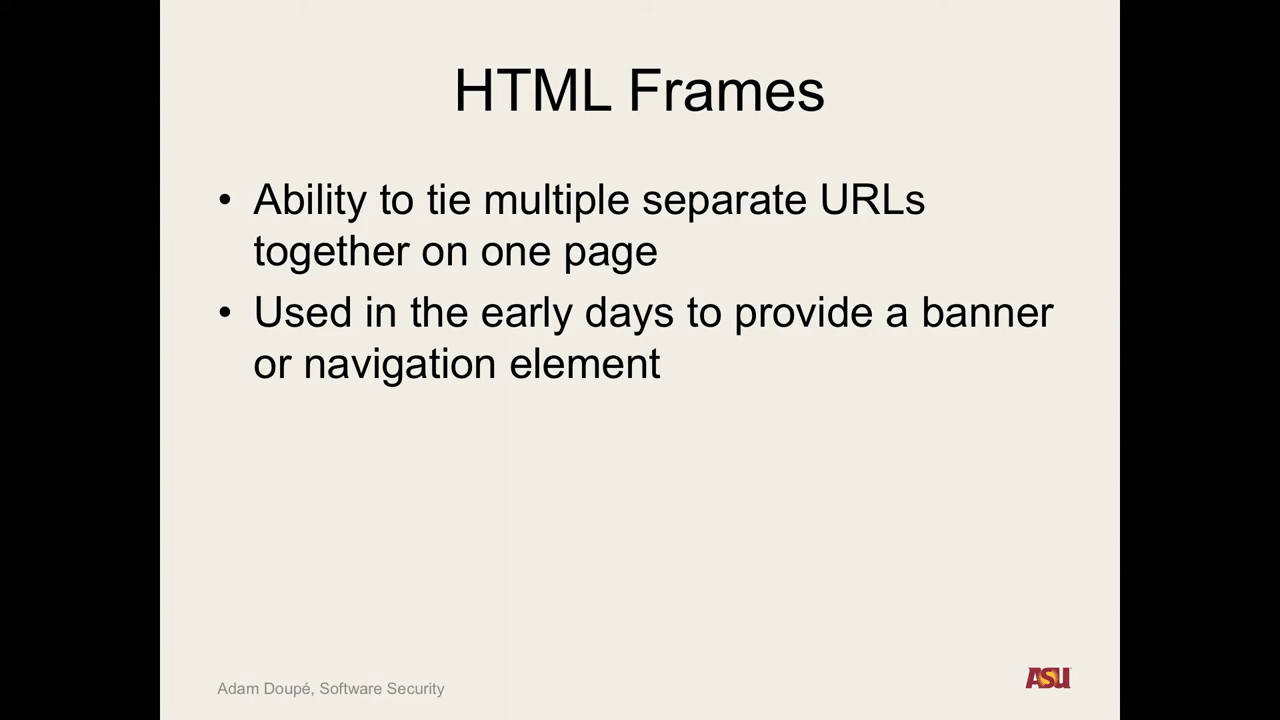 HTML Frames
• Ability to tie multiple separate URLs
together on one page
• Used in the early days to provide a banner
or navigation element
Adam Doupé, Software Security
ASU